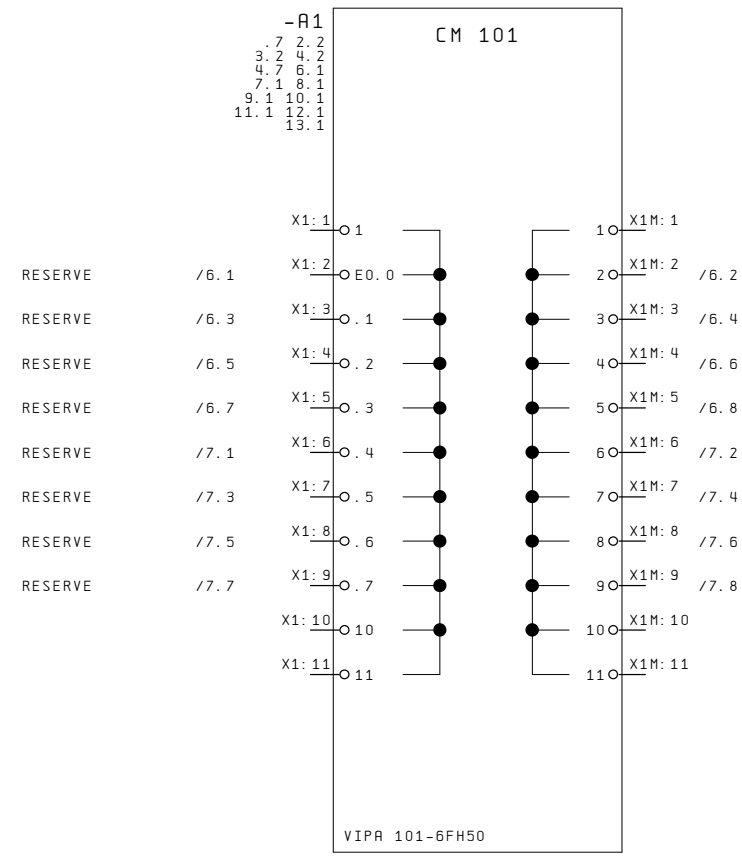 -A1
CM 101
.7 2.2
3.2 4.2
4.7 6.1
7.1 8.1
9.1 10.1
11.1 12.1
13.1
X1:1 1 1 X1M:1
RESERVE /6.1 X1:2 E0.0 2 X1M:2 /6.2
RESERVE /6.3 X1:3 .1 3 X1M:3 /6.4
RESERVE /6.5 X1:4 .2 4 X1M:4 /6.6
RESERVE /6.7 X1:5 .3 5 X1M:5 /6.8
RESERVE /7.1 X1:6 .4 6 X1M:6 /7.2
RESERVE /7.3 X1:7 .5 7 X1M:7 /7.4
RESERVE /7.5 X1:8 .6 8 X1M:8 /7.6
RESERVE /7.7 X1:9 .7 9 X1M:9 /7.8
X1:10 10 10 X1M:10
X1:11 11 11 X1M:11
VIPA 101-6FH50